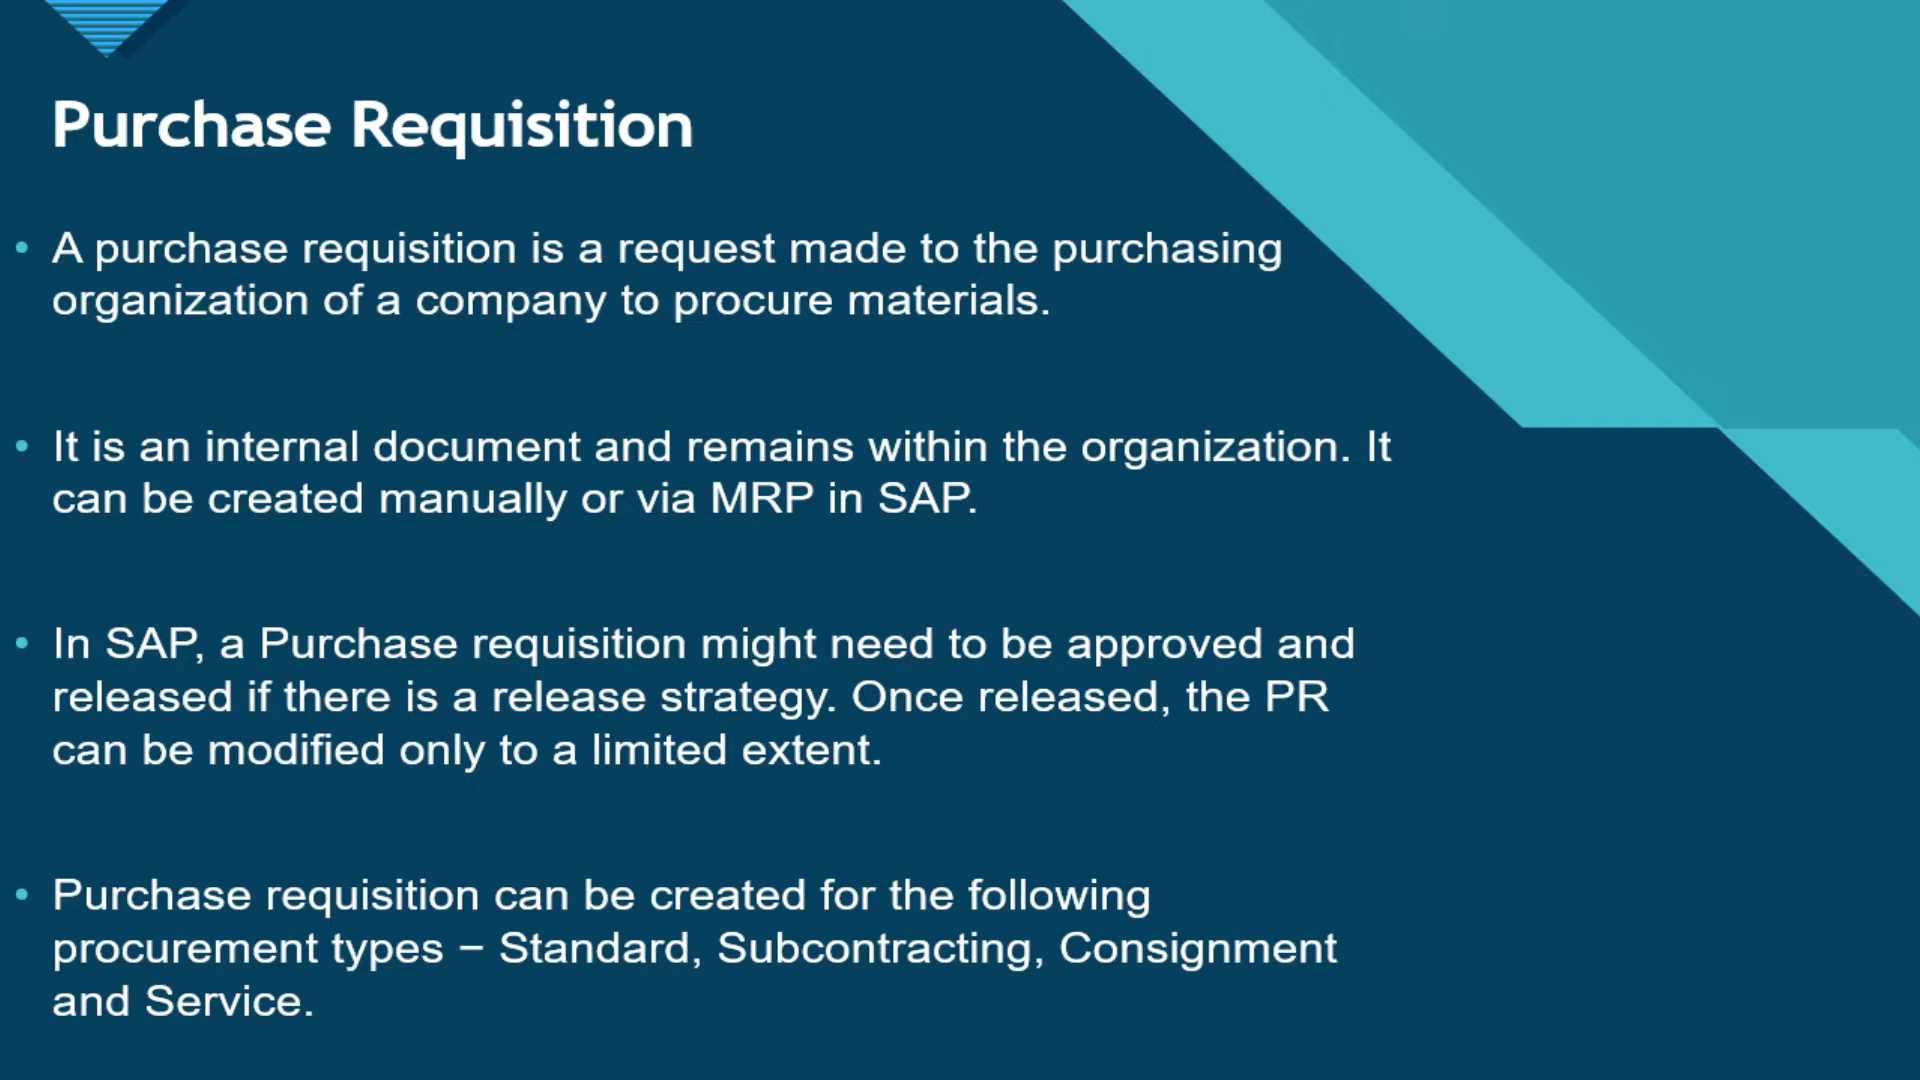 Purchase Requisition
• A purchase requisition is a request made to the purchasing
organization of a company to procure materials.
• It is an internal document and remains within the organization. It
can be created manually or via MRP in SAP.
• In SAP, a Purchase requisition might need to be approved and
released if there is a release strategy. Once released, the PR
can be modified only to a limited extent.
• Purchase requisition can be created for the following
procurement types − Standard, Subcontracting, Consignment
and Service.